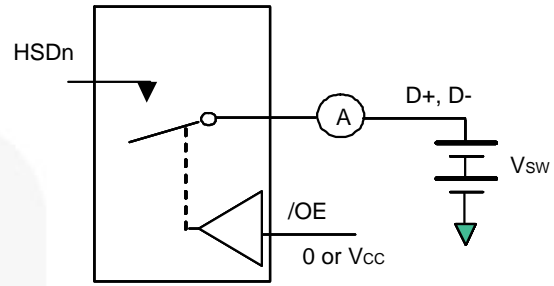 HSDn
A
D+, D-
VSW
/OE
0 or VCC